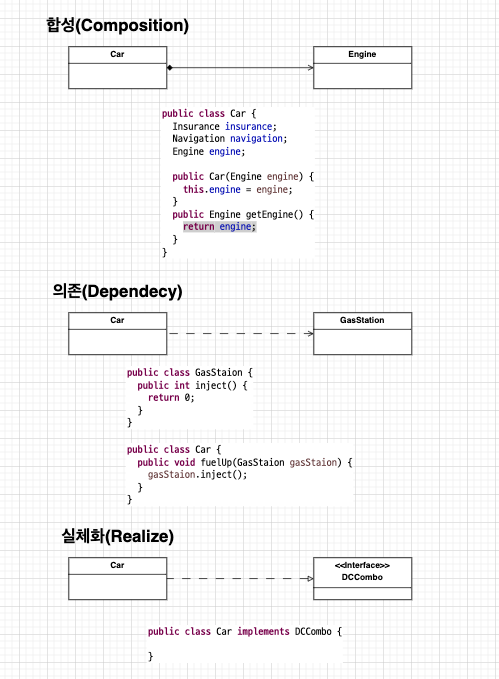 합성(Composition)
Car
Engine
public class Car {
Insurance insurance;
Navigation navigation;
Engine engine;
public Car(Engine engine) {
this.engine = engine;
}
public Engine getEngine() {
return engine;
}
}
의존(Dependecy)
Car
GasStation
public class GasStaion {
public int inject() {
return 0;
}
}
public class Car {
public void fuelUp(GasStaion gasStaion) {
gasStaion.inject();
}
}
실체화(Realize)
Car
<<Interface>>
DCCombo
public class Car implements DCCombo {
}